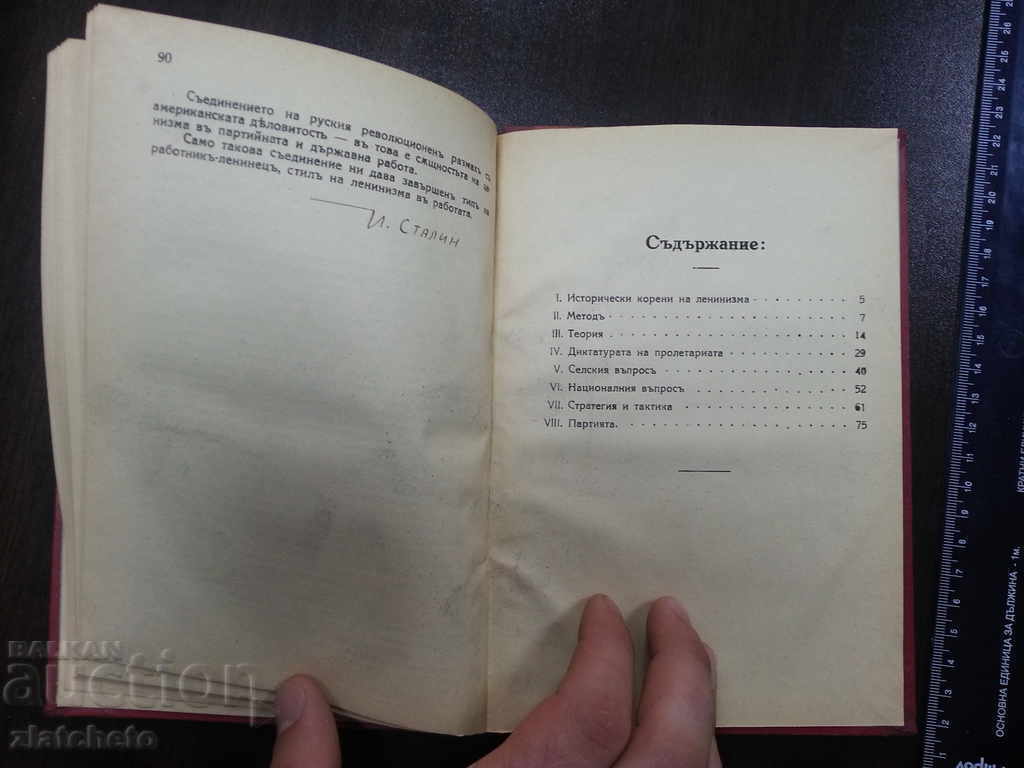 90
Съединението на руския революционенъ размахъ съ
американската дѣловитость — въ това е сѫщностьта на
низма въ партийната и държавна работа.
Само такова съединение ни дава завършенъ типъ на
работникъ-ленинецъ, стилъ на ленинизма въ работата.
И. Сталин
Съдържание:
I. Исторически корени на ленинизма 5
II. Методъ 7
III. Теория 14
IV. Диктатурата на пролетариата 29
V. Селския въпросъ 40
VI. Националния въпросъ 52
VII. Стратегия и тактика 61
VIII. Партията. 75
BALKAN
auction
zlatcheto
ОСНОВНА ЕДИНИЦА ЗА ДЪЛЖИНА - 1м.